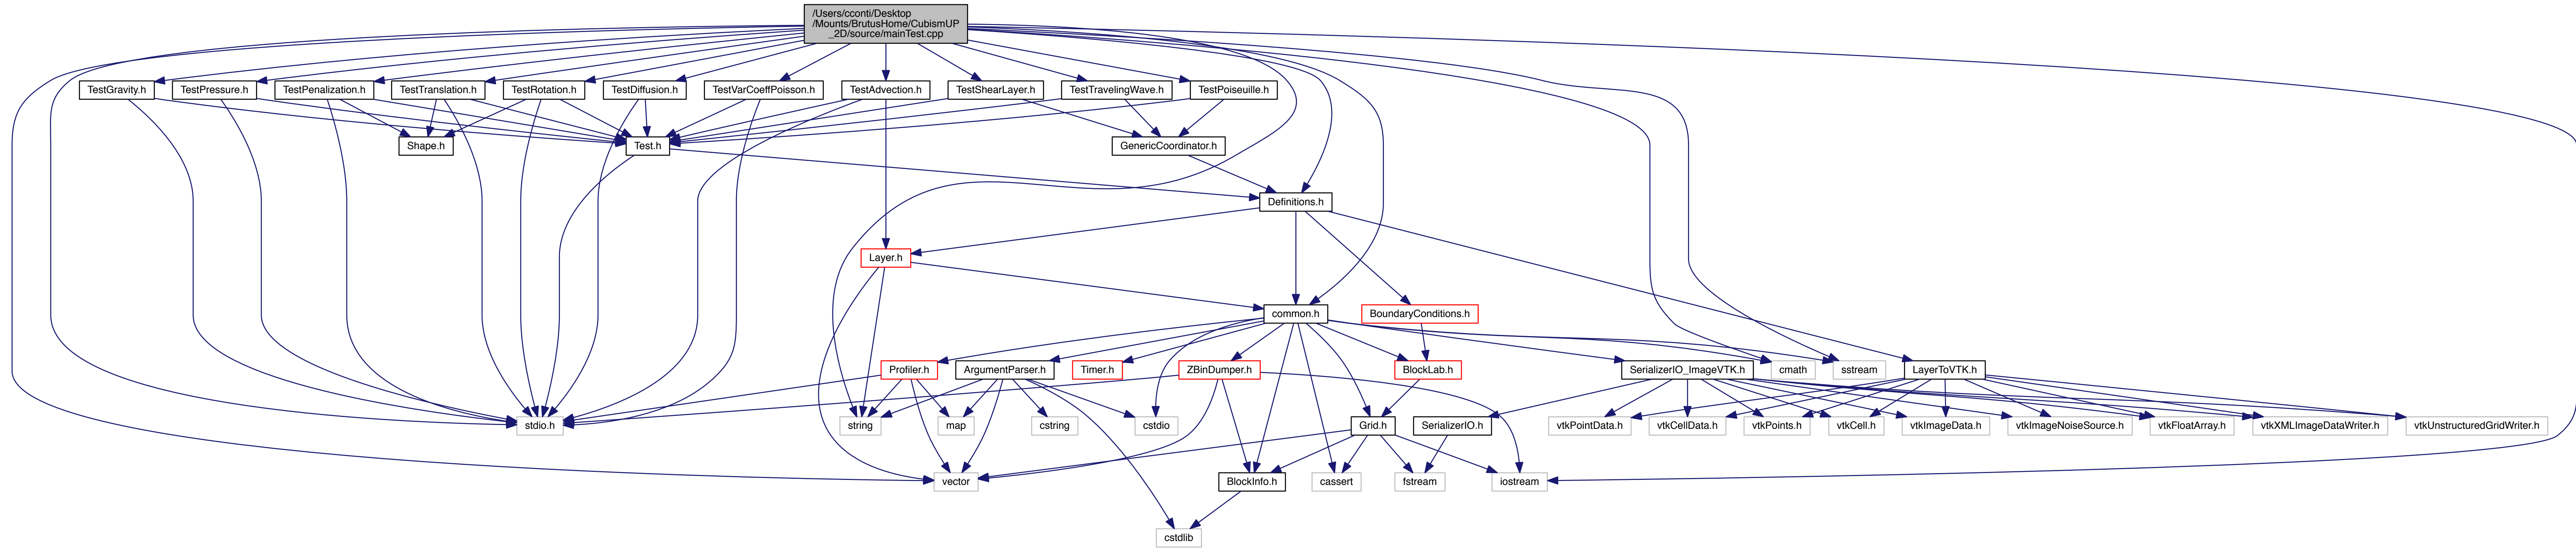 /Users/cconti/Desktop
/Mounts/BrutusHome/CubismUP
_2D/source/mainTest.cpp
TestGravity.h
TestPressure.h
TestPenalization.h
TestTranslation.h
TestRotation.h
TestDiffusion.h
TestVarCoeffPoisson.h
TestAdvection.h
TestShearLayer.h
TestTravelingWave.h
TestPoiseuille.h
Shape.h
Test.h
GenericCoordinator.h
Definitions.h
Layer.h
common.h
BoundaryConditions.h
Profiler.h
ArgumentParser.h
Timer.h
ZBinDumper.h
BlockLab.h
SerializerIO_ImageVTK.h
cmath
sstream
LayerToVTK.h
stdio.h
string
map
cstring
cstdio
Grid.h
SerializerIO.h
vtkPointData.h
vtkCellData.h
vtkPoints.h
vtkCell.h
vtkImageData.h
vtkImageNoiseSource.h
vtkFloatArray.h
vtkXMLImageDataWriter.h
vtkUnstructuredGridWriter.h
vector
BlockInfo.h
cassert
fstream
iostream
cstdlib